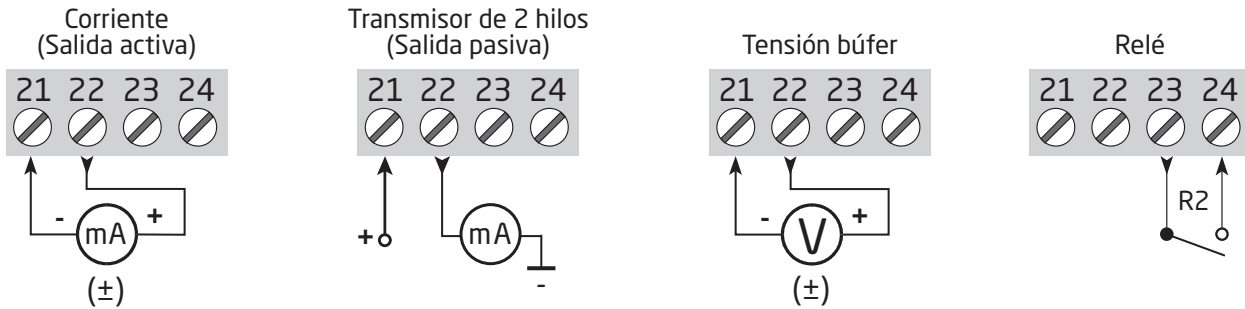 Corriente
(Salida activa)
21 22 23 24
- mA +
(±)
Transmisor de 2 hilos
(Salida pasiva)
21 22 23 24
+ mA
-
Tensión búfer
21 22 23 24
- V +
(±)
Relé
21 22 23 24
R2